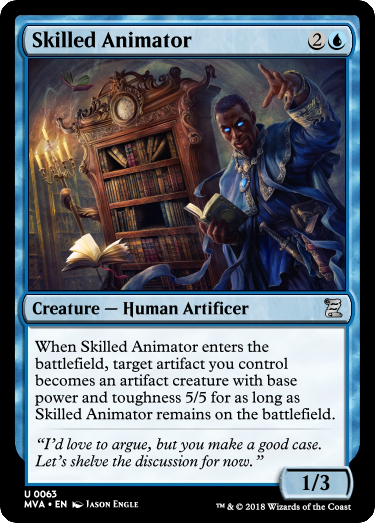 Skilled Animator 2
Creature — Human Artificer
When Skilled Animator enters the
battlefield, target artifact you control
becomes an artifact creature with base
power and toughness 5/5 for as long as
Skilled Animator remains on the battlefield.
“I’d love to argue, but you make a good case.
Let’s shelve the discussion for now.”
1/3
U 0063
MVA • EN Jason Engle
™ & © 2018 Wizards of the Coast